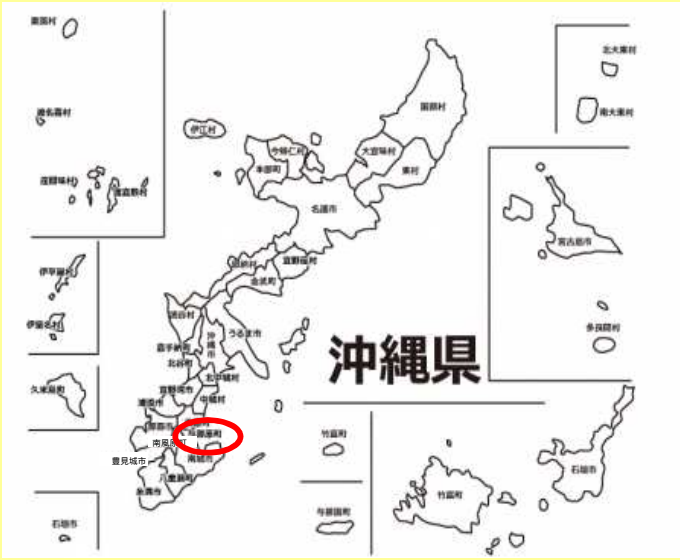 粟国村
北大東村
国頭村
渡名喜村
南大東村
伊江村
今帰仁村
大宜味村
本部町
東村
座間味村
渡嘉敷村
名護市
宮古島市
恩納村
宜野座村
伊平屋村
金武町
読谷村
伊是名村
うるま市
沖縄市
多良間村
嘉手納町
沖縄県
北谷町
北中城村
久米島町
宜野湾市
中城村
浦添市
那覇市
竹富町
与那原町
南風原町
南城市
豊見城市
石垣市
八重瀬町
糸満市
竹富町
与那国町
石垣市